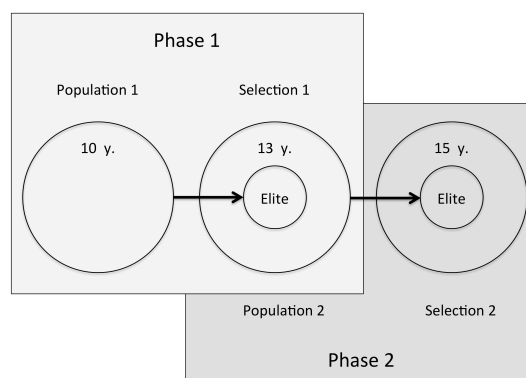 Phase 1
Population 1
Selection 1
10 y.
13 y.
15 y.
Elite
Elite
Population 2
Selection 2
Phase 2